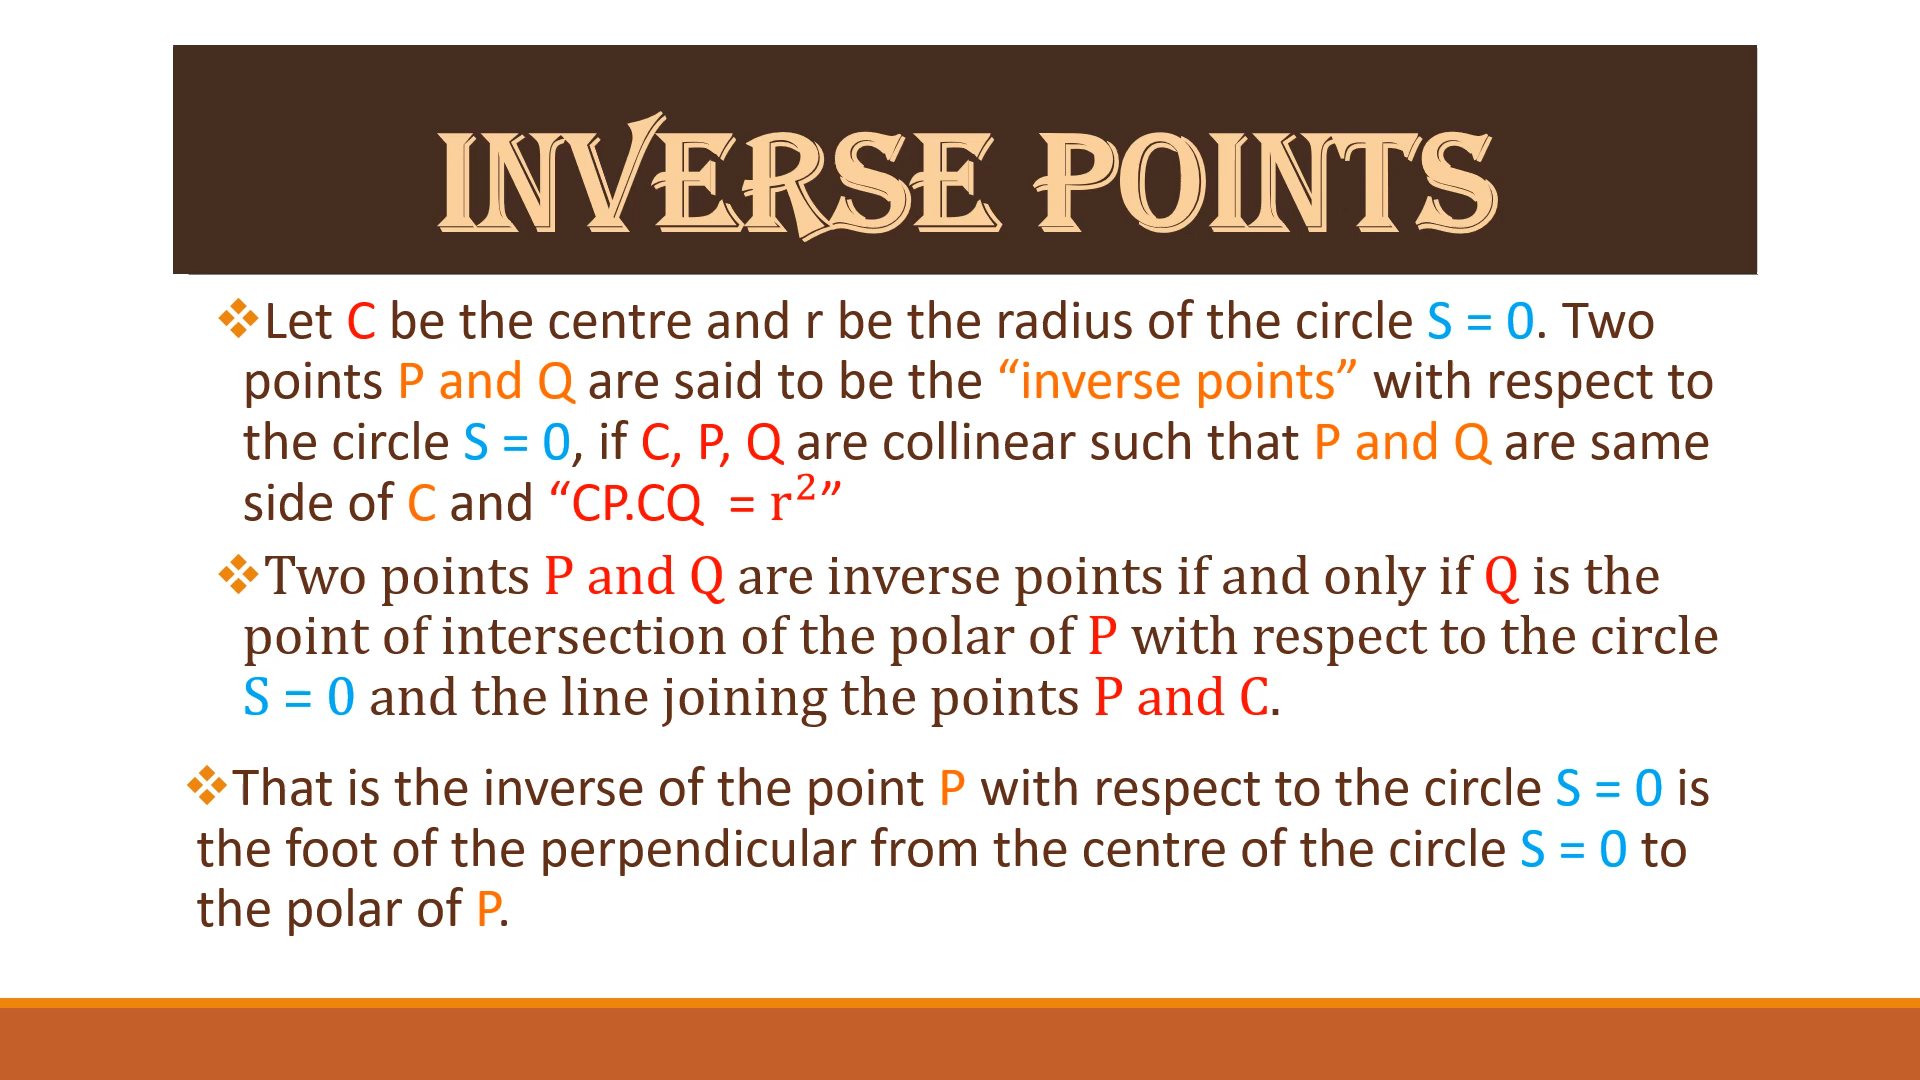 INVERSE POINTS
❖Let C be the centre and r be the radius of the circle S = 0. Two
points P and Q are said to be the “inverse points” with respect to
the circle S = 0, if C, P, Q are collinear such that P and Q are same
side of C and “CP.CQ = r²”
❖Two points P and Q are inverse points if and only if Q is the
point of intersection of the polar of P with respect to the circle
S = 0 and the line joining the points P and C.
❖That is the inverse of the point P with respect to the circle S = 0 is
the foot of the perpendicular from the centre of the circle S = 0 to
the polar of P.